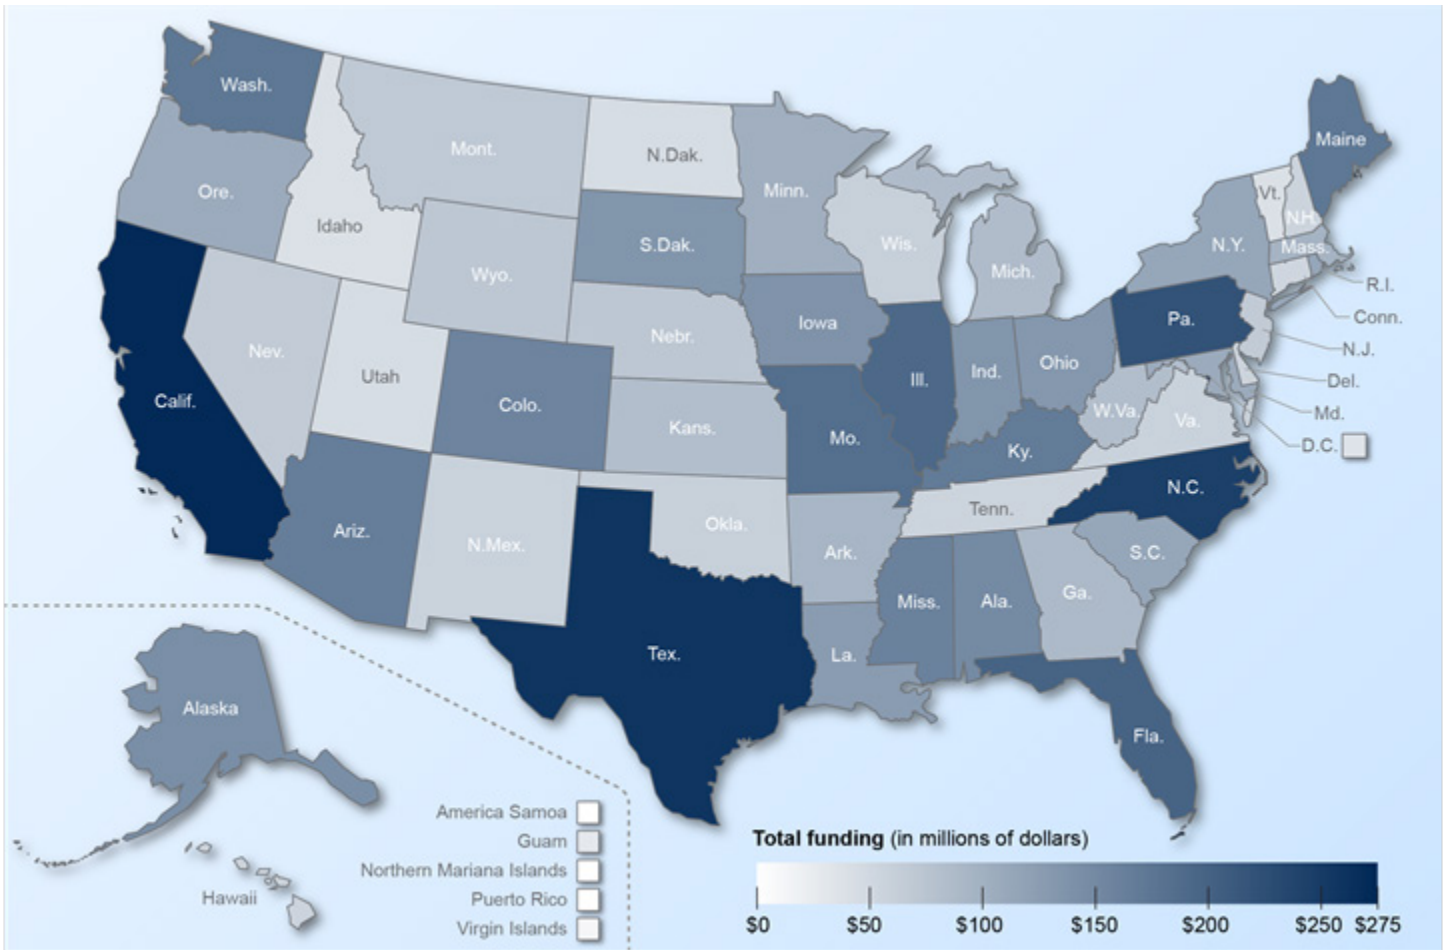 Wash.
Maine
Mont.
N.Dak.
Minn.
Vt.
Ore.
N.H.
Idaho
S.Dak.
Wis.
N.Y.
Mass.
Wyo.
Mich.
R.I.
Conn.
Iowa
Pa.
Nebr.
Nev.
N.J.
Utah
Ohio
Ind.
Ill.
Del.
Calif.
Colo.
Md.
W.Va.
Va.
Kans.
Mo.
D.C.
Ky.
N.C.
Tenn.
Okla.
Ariz.
N.Mex.
Ark.
S.C.
Ga.
Miss.
Ala.
Tex.
La.
Alaska
Fla.
America Samoa
Guam
Northern Mariana Islands
Hawaii
Puerto Rico
Virgin Islands
Total funding (in millions of dollars)
$0 $50 $100 $150 $200 $250 $275